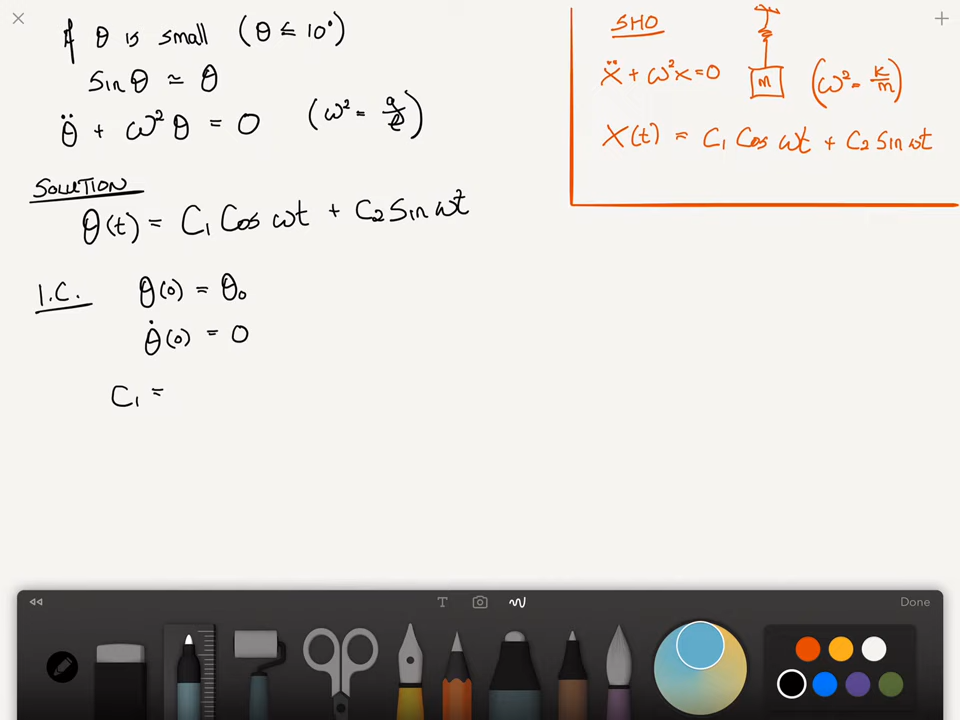 If θ is small (θ ≤ 10°)
Sin θ ≃ θ
θ̈ + ω² θ = 0 (ω² = g/ℓ)
SOLUTION
θ(t) = C₁ Cos ωt + C₂ Sin ωt
I.C. θ(0) = θ₀
θ̇(0) = 0
C₁ =
SHO
ẍ + ω²x = 0
m
(ω² = k/m)
X(t) = C₁ Cos ωt + C₂ Sin ωt
T
Done